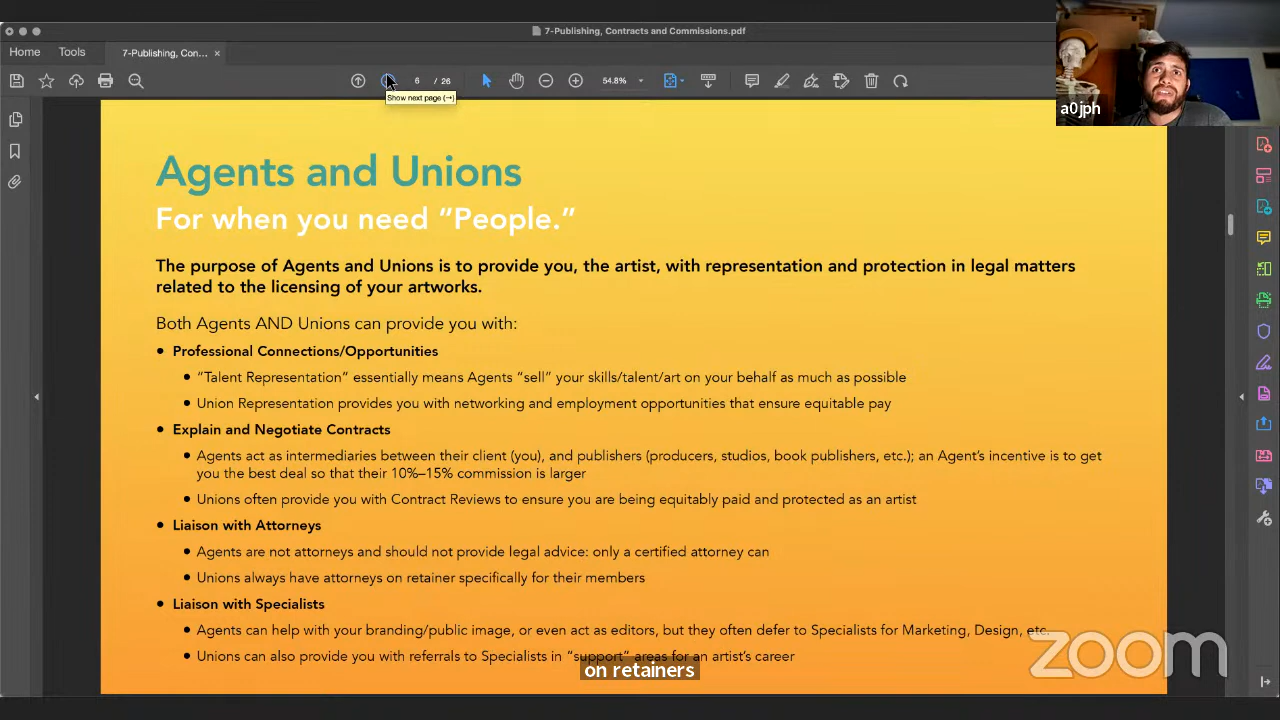 7-Publishing, Contracts and Commissions.pdf
Home
Tools
7-Publishing, Con... ×
6 / 26
54.8%
Show next page (→)
a0jph
Agents and Unions
For when you need “People.”
The purpose of Agents and Unions is to provide you, the artist, with representation and protection in legal matters
related to the licensing of your artworks.
Both Agents AND Unions can provide you with:
• Professional Connections/Opportunities
• “Talent Representation” essentially means Agents “sell” your skills/talent/art on your behalf as much as possible
• Union Representation provides you with networking and employment opportunities that ensure equitable pay
• Explain and Negotiate Contracts
• Agents act as intermediaries between their client (you), and publishers (producers, studios, book publishers, etc.); an Agent’s incentive is to get
you the best deal so that their 10%–15% commission is larger
• Unions often provide you with Contract Reviews to ensure you are being equitably paid and protected as an artist
• Liaison with Attorneys
• Agents are not attorneys and should not provide legal advice: only a certified attorney can
• Unions always have attorneys on retainer specifically for their members
• Liaison with Specialists
• Agents can help with your branding/public image, or even act as editors, but they often defer to Specialists for Marketing, Design, etc.
• Unions can also provide you with referrals to Specialists in “support” areas for an artist’s career
on retainers
zoom